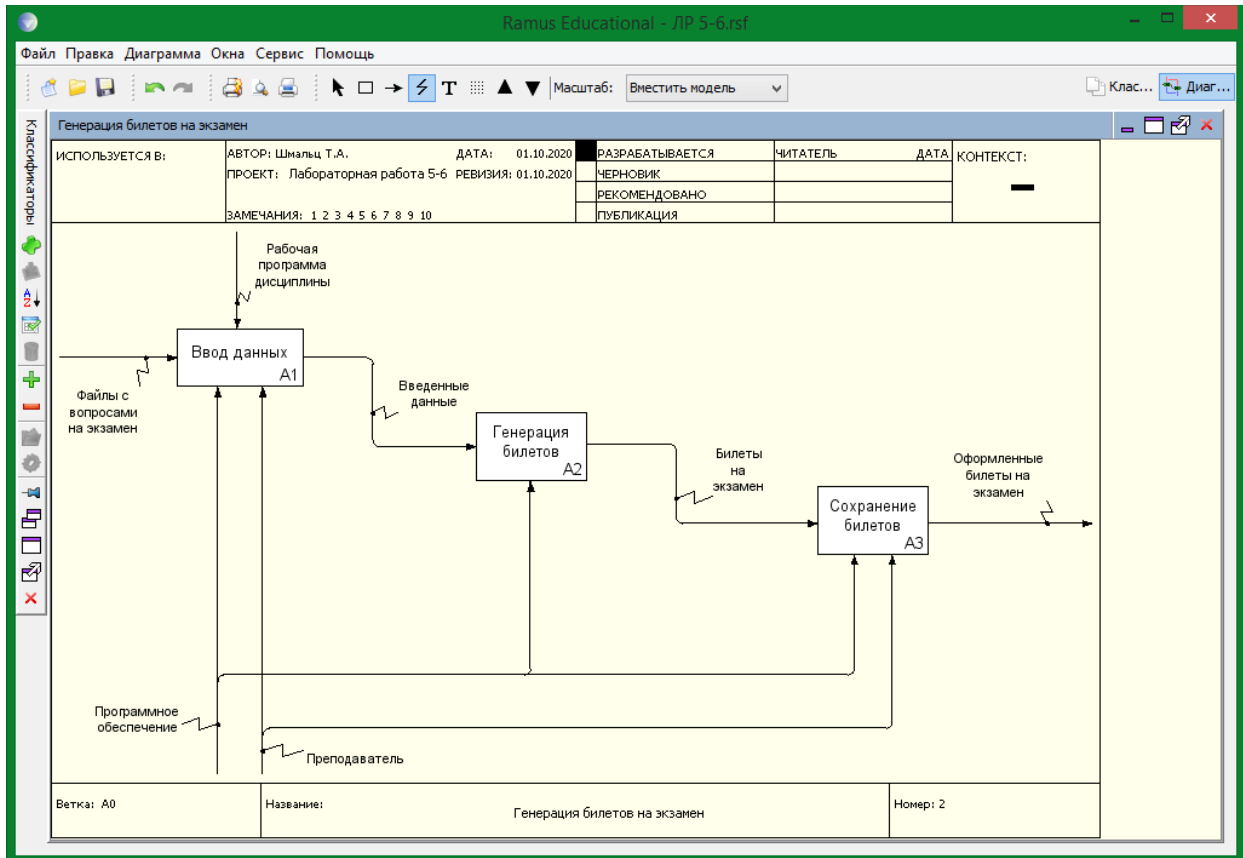 Ramus Educational - ЛР 5-6.rsf
Файл Правка Диаграмма Окна Сервис Помощь
T Масштаб: Вместить модель Клас... Диаг...
Классификаторы
Генерация билетов на экзамен
ИСПОЛЬЗУЕТСЯ В: АВТОР: Шмальц Т.А. ДАТА: 01.10.2020 РАЗРАБАТЫВАЕТСЯ ЧИТАТЕЛЬ ДАТА КОНТЕКСТ:
ПРОЕКТ: Лабораторная работа 5-6 РЕВИЗИЯ: 01.10.2020 ЧЕРНОВИК
РЕКОМЕНДОВАНО
ЗАМЕЧАНИЯ: 1 2 3 4 5 6 7 8 9 10 ПУБЛИКАЦИЯ
Рабочая
программа
дисциплины
Ввод данных
A1
Файлы с
вопросами
на экзамен
Введенные
данные
Генерация
билетов
A2
Билеты
на
экзамен
Сохранение
билетов
A3
Оформленные
билеты на
экзамен
Программное
обеспечение
Преподаватель
Ветка: A0 Название: Генерация билетов на экзамен Номер: 2